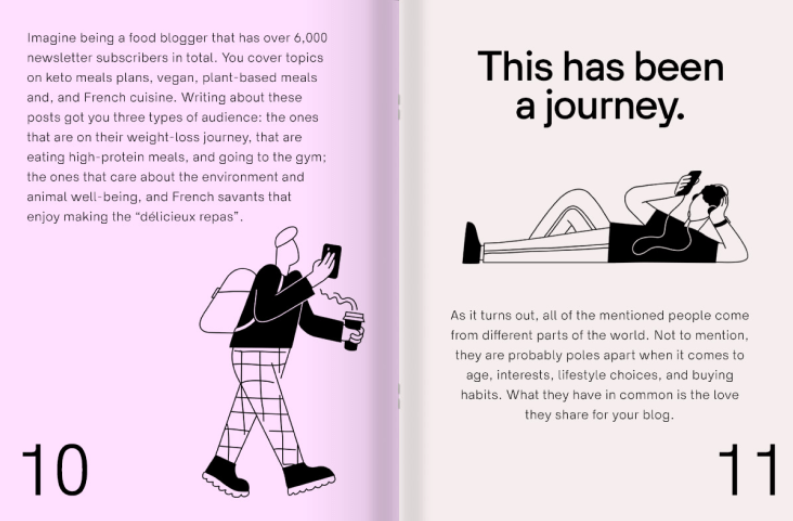 Imagine being a food blogger that has over 6,000
newsletter subscribers in total. You cover topics
on keto meals plans, vegan, plant-based meals
and, and French cuisine. Writing about these
posts got you three types of audience: the ones
that are on their weight-loss journey, that are
eating high-protein meals, and going to the gym;
the ones that care about the environment and
animal well-being, and French savants that
enjoy making the “délicieux repas”.
10
This has been
a journey.
As it turns out, all of the mentioned people come
from different parts of the world. Not to mention,
they are probably poles apart when it comes to
age, interests, lifestyle choices, and buying
habits. What they have in common is the love
they share for your blog.
11